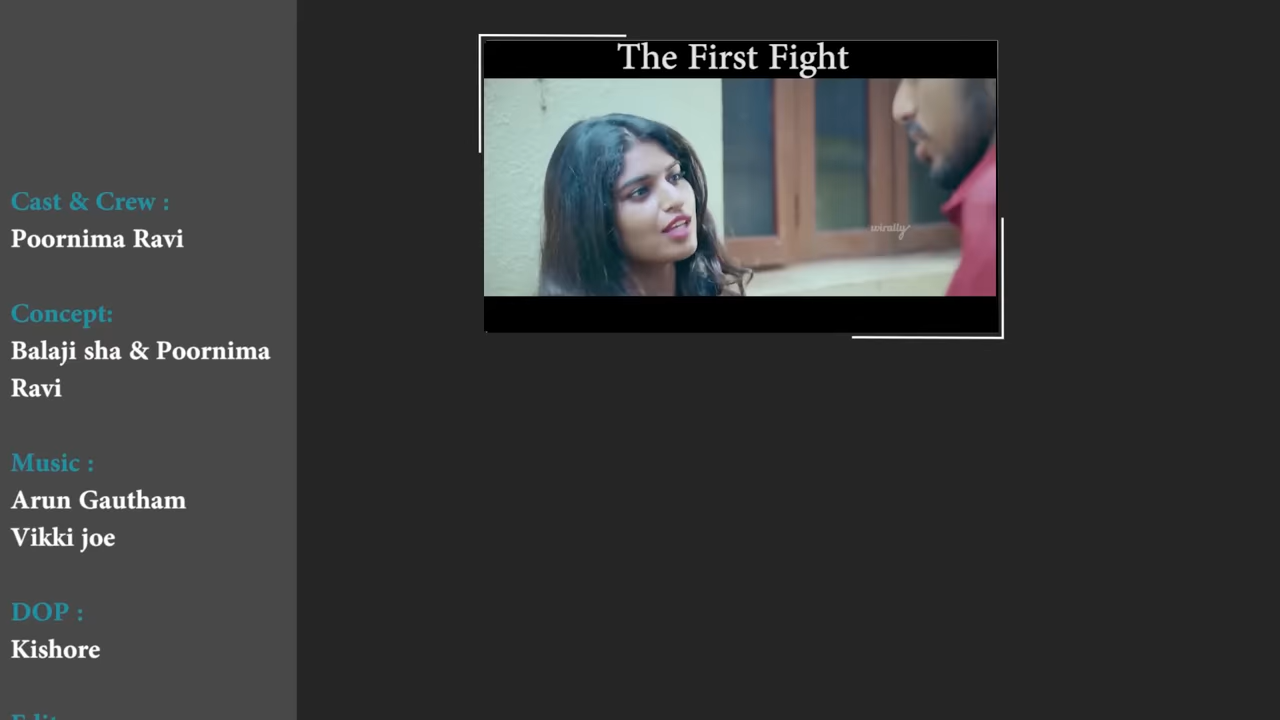 Cast & Crew :
Poornima Ravi
Concept:
Balaji sha & Poornima
Ravi
Music :
Arun Gautham
Vikki joe
DOP :
Kishore
The First Fight
wirally